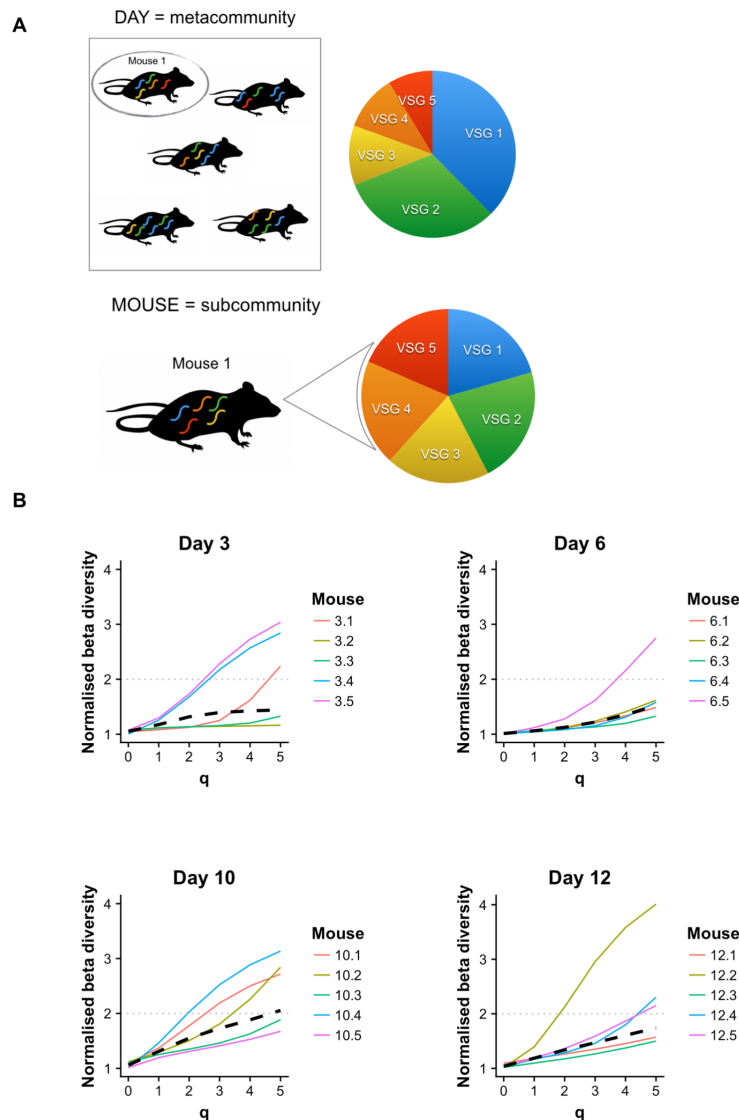 A
DAY = metacommunity
Mouse 1
VSG 5
VSG 4
VSG 1
VSG 3
VSG 2
MOUSE = subcommunity
Mouse 1
VSG 5
VSG 1
VSG 4
VSG 2
VSG 3
B
Day 3
Normalised beta diversity
4
3
2
1
0 1 2 3 4 5
q
Mouse
3.1
3.2
3.3
3.4
3.5
Day 6
Normalised beta diversity
4
3
2
1
0 1 2 3 4 5
q
Mouse
6.1
6.2
6.3
6.4
6.5
Day 10
Normalised beta diversity
4
3
2
1
0 1 2 3 4 5
q
Mouse
10.1
10.2
10.3
10.4
10.5
Day 12
Normalised beta diversity
4
3
2
1
0 1 2 3 4 5
q
Mouse
12.1
12.2
12.3
12.4
12.5